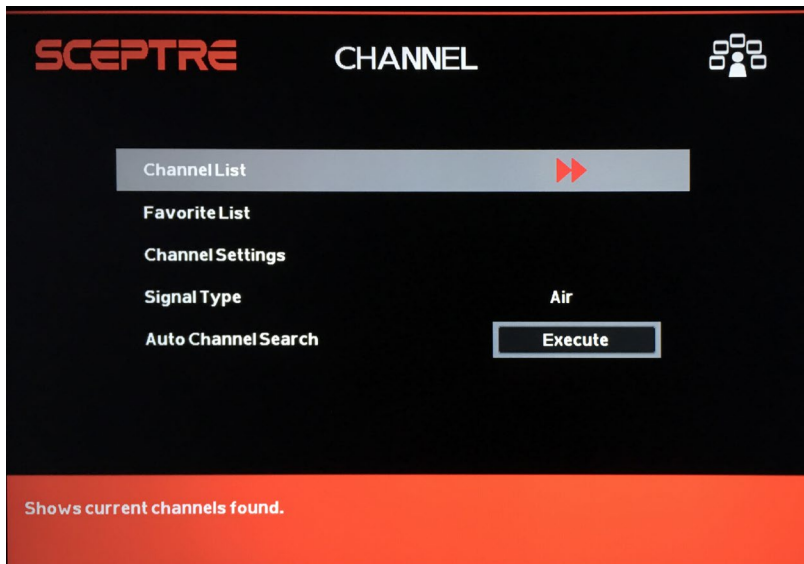 SCEPTRE CHANNEL
Channel List
Favorite List
Channel Settings
Signal Type Air
Auto Channel Search Execute
Shows current channels found.